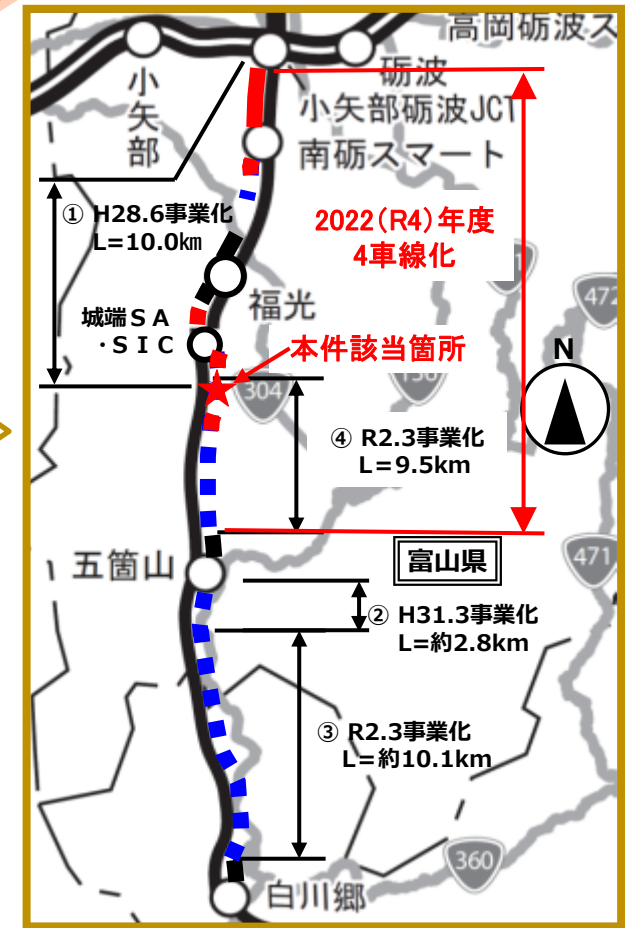 高岡砺波ス
砺波
小矢部
小矢部砺波JCT
南砺スマート
① H28.6事業化
L=10.0㎞
2022(R4)年度
4車線化
472
福光
城端ＳＡ
・ＳＩＣ
本件該当箇所
N
304
④ R2.3事業化
L=9.5km
五箇山
富山県
471
② H31.3事業化
L=約2.8km
③ R2.3事業化
L=約10.1km
360
白川郷